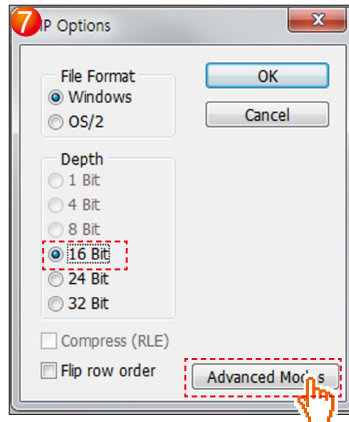 7
IP Options
File Format
Windows
OS/2
OK
Cancel
Depth
1 Bit
4 Bit
8 Bit
16 Bit
24 Bit
32 Bit
Compress (RLE)
Flip row order
Advanced